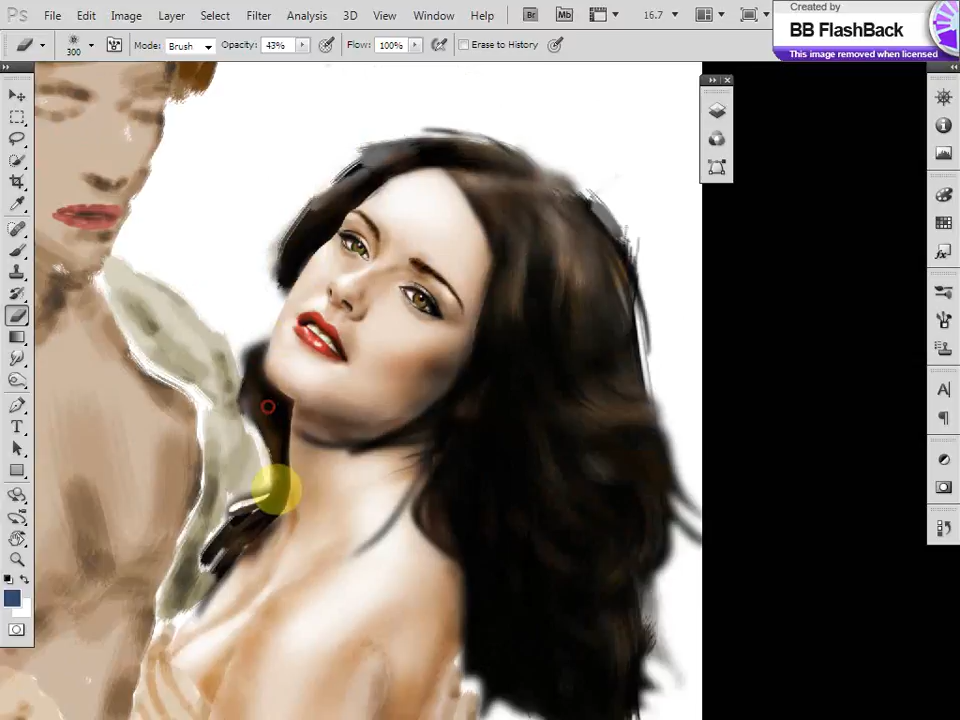 Ps File Edit Image Layer Select Filter Analysis 3D View Window Help Br Mb 16.7
Created by
BB FlashBack
This image removed when licensed
300 Mode: Brush Opacity: 43% Flow: 100% Erase to History